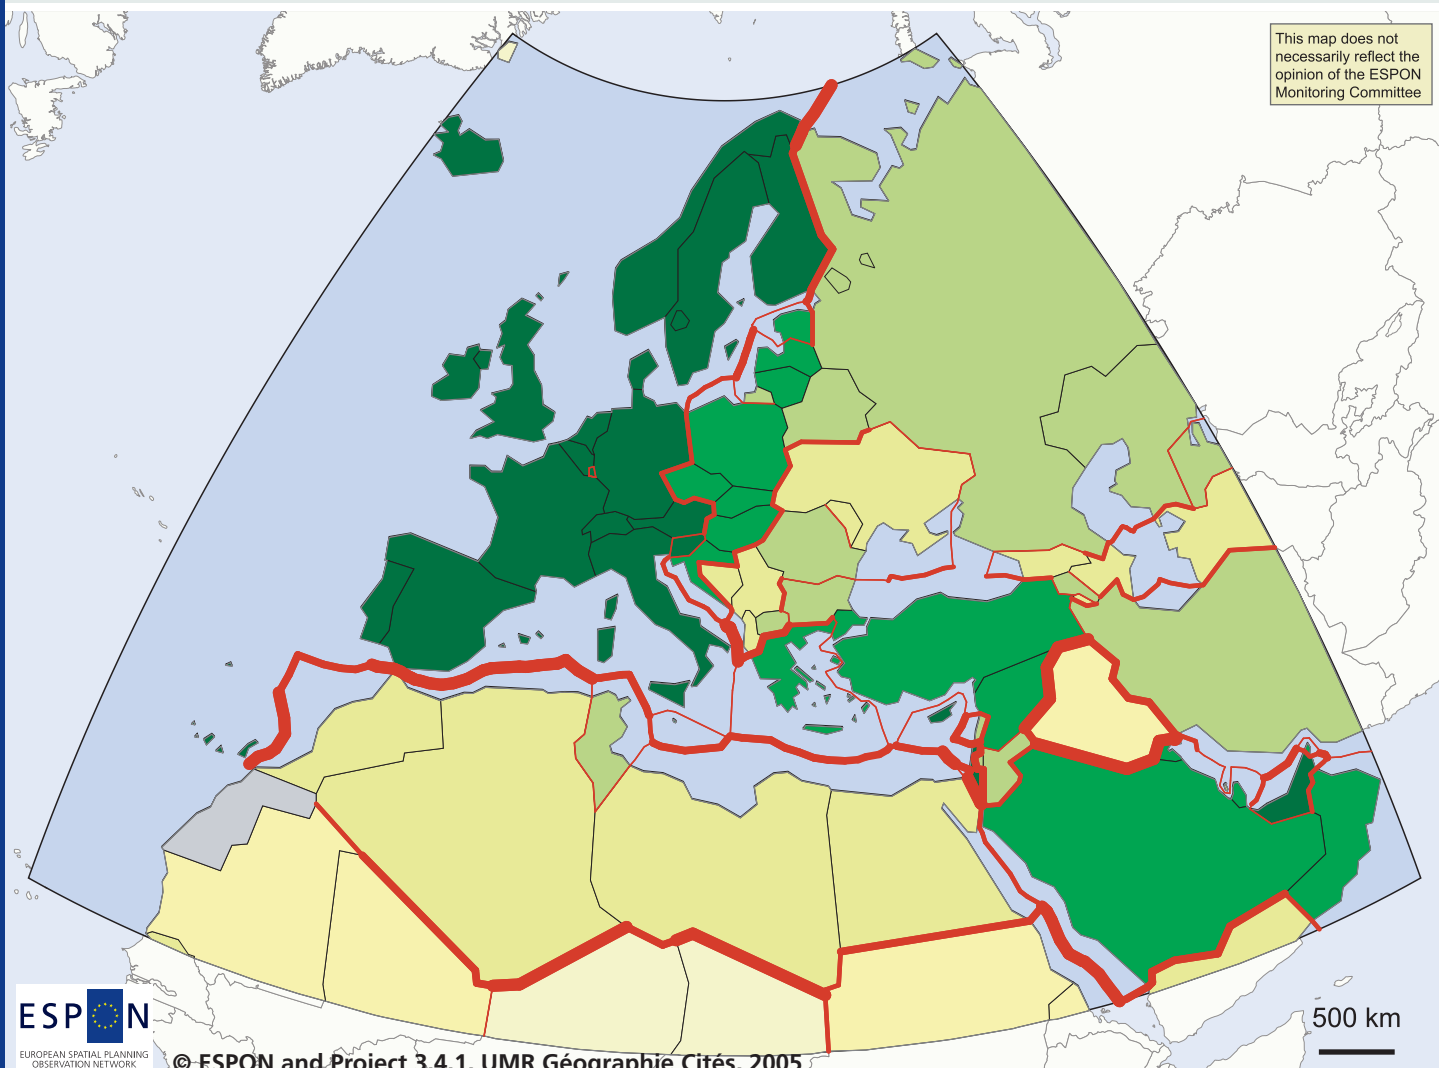 This map does not
necessarily reflect the
opinion of the ESPON
Monitoring Committee
ESPON
EUROPEAN SPATIAL PLANNING
OBSERVATION NETWORK
© ESPON and Project 3.4.1, UMR Géographie Cités, 2005
500 km